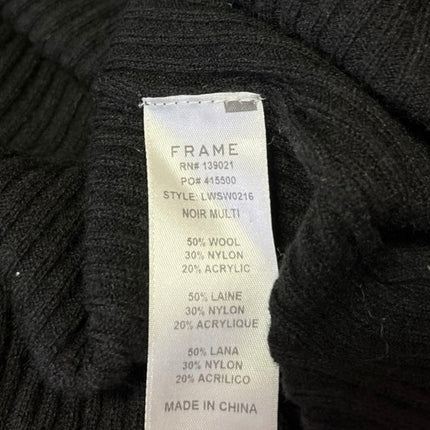 FRAME
RN# 139021
PO# 415500
STYLE: LWSW0216
NOIR MULTI
50% WOOL
30% NYLON
20% ACRYLIC
50% LAINE
30% NYLON
20% ACRYLIQUE
50% LANA
30% NYLON
20% ACRILICO
MADE IN CHINA